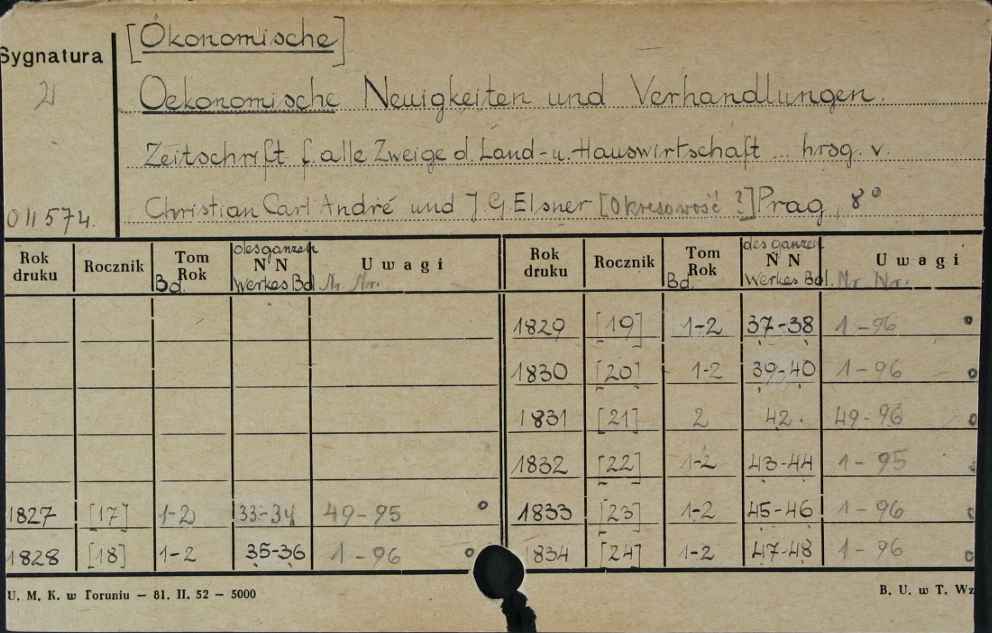 [Ökonomische]
Sygnatura
Oekonomische Neuigkeiten und Verhandlungen.
Zeitschrift f. alle Zweige d. Land- u. Hauswirtschaft ... hrsg. v.
011574. Christian Carl André und J. G Elsner [Okresowość ?] Prag, 8°
Rok druku Rocznik Tom Rok Bd. des ganzen NN Werkes Bd. Uwagi Nr. Nr.
Rok druku Rocznik Tom Rok Bd. des ganzen NN Werkes Bd. Uwagi Nr. Nr.
1829 [19] 1-2 37-38 1-96
1830 [20] 1-2 39-40 1-96
1831 [21] 2 42. 49-96
1832 [22] 1-2 43-44 1-95
1827 [17] 1-2 33-34 49-95 1833 [23] 1-2 45-46 1-96
1828 [18] 1-2 35-36 1-96 1834 [24] 1-2 47-48 1-96
U. M. K. w Toruniu — 81. II. 52 — 5000 B. U. w T. Wz